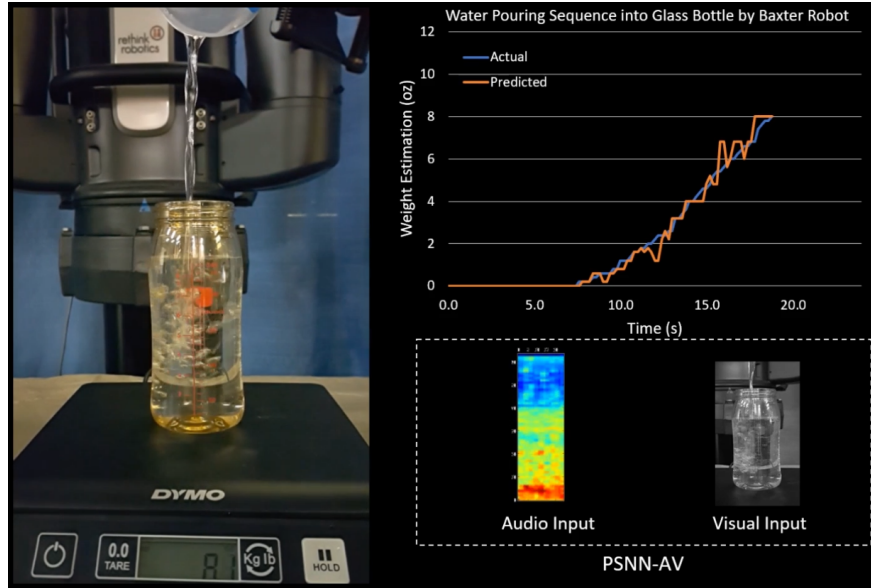 rethink
robotics
DYMO
0.0
TARE
8.1
Kg lb
HOLD
Water Pouring Sequence into Glass Bottle by Baxter Robot
Weight Estimation (oz)
12
10
8
6
4
2
0
Actual
Predicted
0.0 5.0 10.0 15.0 20.0
Time (s)
Audio Input
Visual Input
PSNN-AV